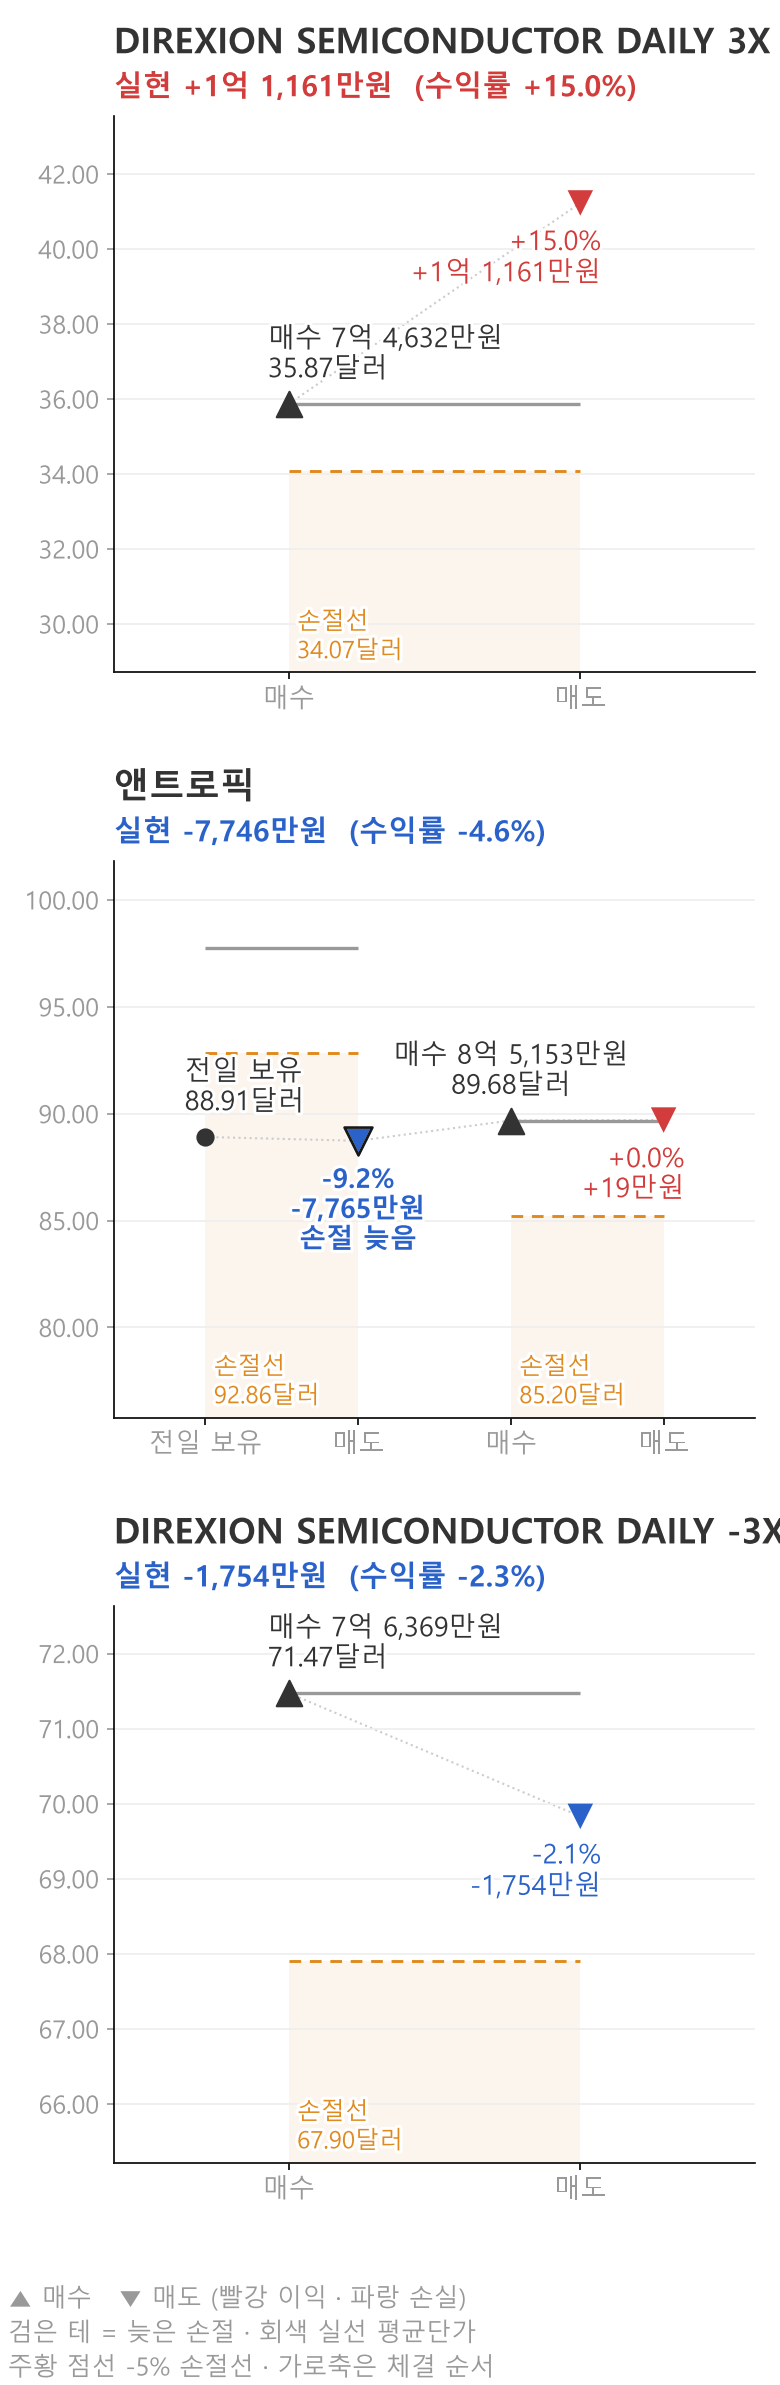 DIREXION SEMICONDUCTOR DAILY 3X
실현 +1억 1,161만원 (수익률 +15.0%)
42.00
40.00
38.00
36.00
34.00
32.00
30.00
+15.0%
+1억 1,161만원
매수 7억 4,632만원
35.87달러
손절선
34.07달러
매수 매도
앤트로픽
실현 -7,746만원 (수익률 -4.6%)
100.00
95.00
90.00
85.00
80.00
전일 보유
88.91달러
매수 8억 5,153만원
89.68달러
-9.2%
-7,765만원
손절 늦음
+0.0%
+19만원
손절선
92.86달러
손절선
85.20달러
전일 보유 매도 매수 매도
DIREXION SEMICONDUCTOR DAILY -3X
실현 -1,754만원 (수익률 -2.3%)
매수 7억 6,369만원
71.47달러
72.00
71.00
70.00
69.00
68.00
67.00
66.00
-2.1%
-1,754만원
손절선
67.90달러
매수 매도
▲ 매수 ▼ 매도 (빨강 이익 · 파랑 손실)
검은 테 = 늦은 손절 · 회색 실선 평균단가
주황 점선 -5% 손절선 · 가로축은 체결 순서